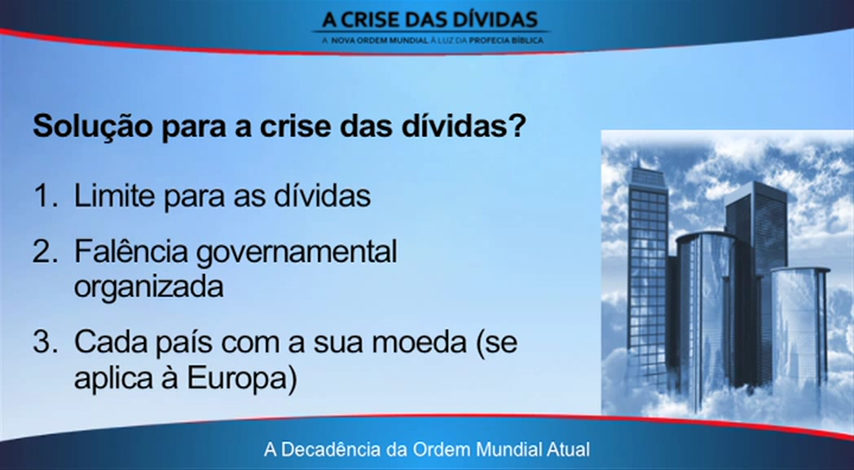 A CRISE DAS DÍVIDAS
A NOVA ORDEM MUNDIAL À LUZ DA PROFECIA BÍBLICA
Solução para a crise das dívidas?
1. Limite para as dívidas
2. Falência governamental
organizada
3. Cada país com a sua moeda (se
aplica à Europa)
A Decadência da Ordem Mundial Atual